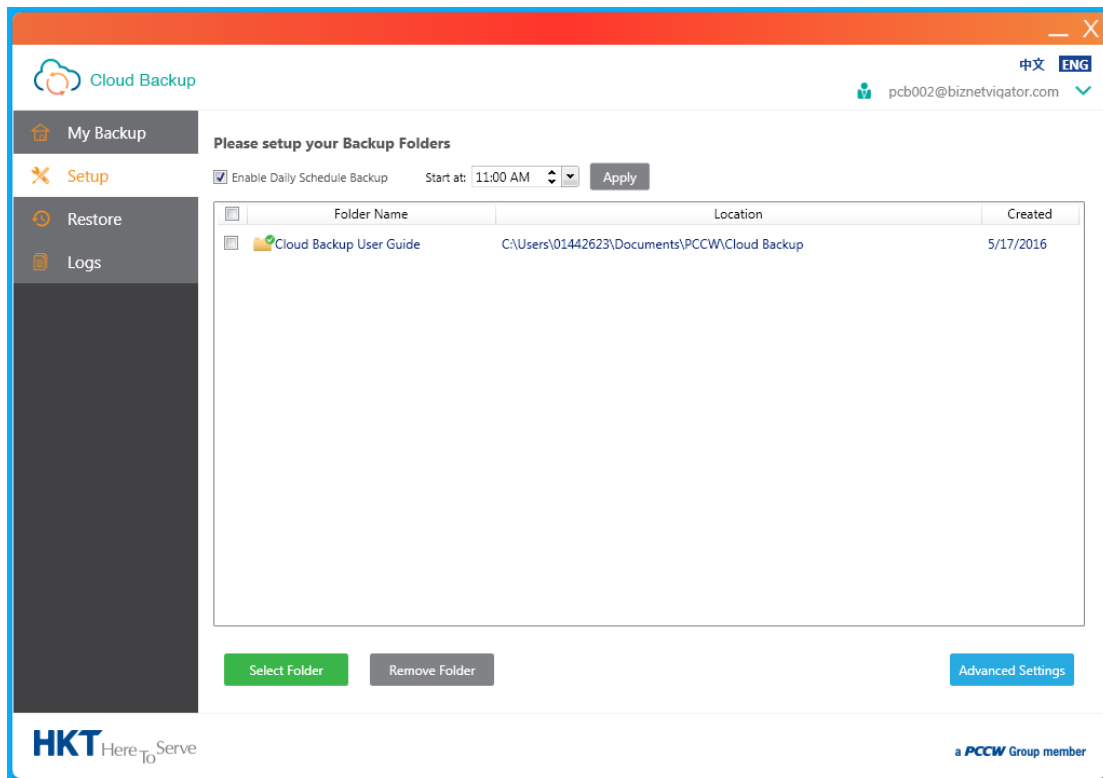 中文 ENG
Cloud Backup
pcb002@biznetviqator.com
My Backup
Setup
Restore
Logs
Please setup your Backup Folders
Enable Daily Schedule Backup Start at: 11:00 AM Apply
Folder Name Location Created
Cloud Backup User Guide C:\Users\01442623\Documents\PCCW\Cloud Backup 5/17/2016
Select Folder Remove Folder Advanced Settings
HKT Here To Serve
a PCCW Group member